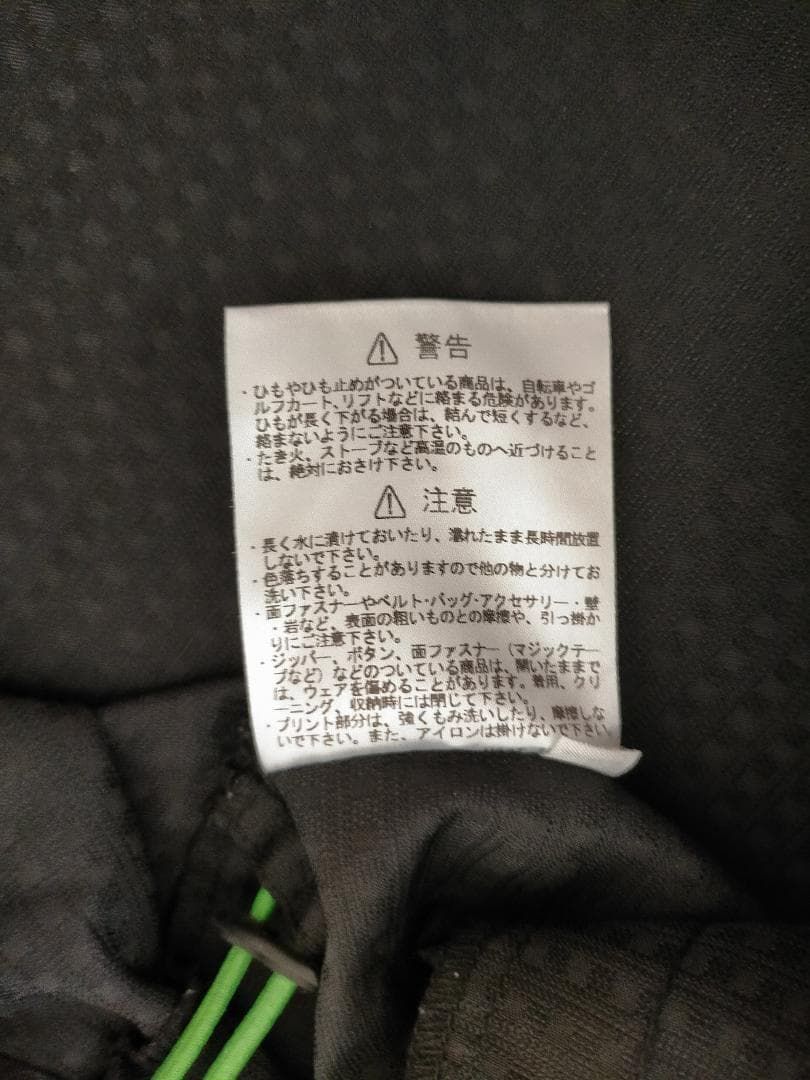 ⚠ 警告
・ひもやひも止めがついている商品は、自転車やゴ
ルフカート、リフトなどに絡まる危険があります。
ひもが長く下がる場合は、結んで短くするなど、
絡まないようにご注意下さい。
・たき火、ストーブなど高温のものへ近づけること
は、絶対におさけ下さい。
⚠ 注意
・長く水に漬けておいたり、濡れたまま長時間放置
しないで下さい。
・色落ちすることがありますので他の物と分けてお
洗い下さい。
・面ファスナーやベルト・バッグ・アクセサリー・壁
・岩など、表面の粗いものとの摩擦や、引っ掛か
りにご注意下さい。
・ジッパー、ボタン、面ファスナー（マジックテー
プなど）などのついている商品は、開いたままで
は、ウェアを傷めることがあります。着用、クリ
ーニング、収納時には閉じて下さい。
・プリント部分は、強くもみ洗いしたり、摩擦しな
いで下さい。また、アイロンは掛けないで下さい